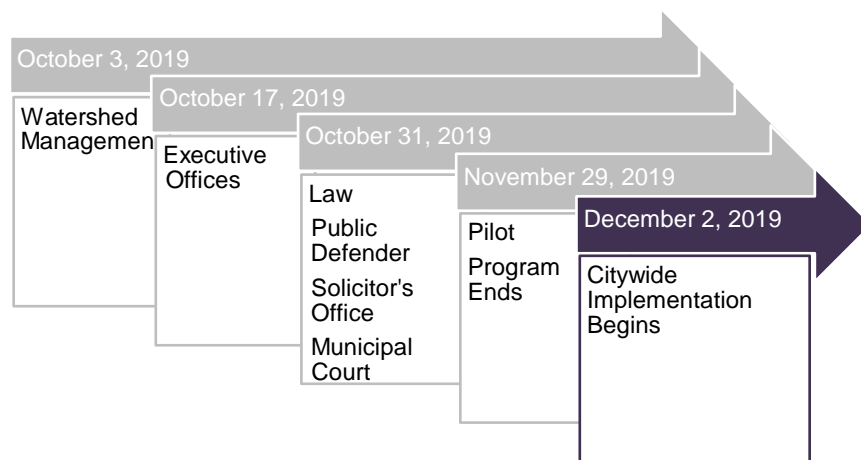 October 3, 2019
Watershed
Management
October 17, 2019
Executive
Offices
October 31, 2019
Law
Public
Defender
Solicitor's
Office
Municipal
Court
November 29, 2019
Pilot
Program
Ends
December 2, 2019
Citywide
Implementation
Begins